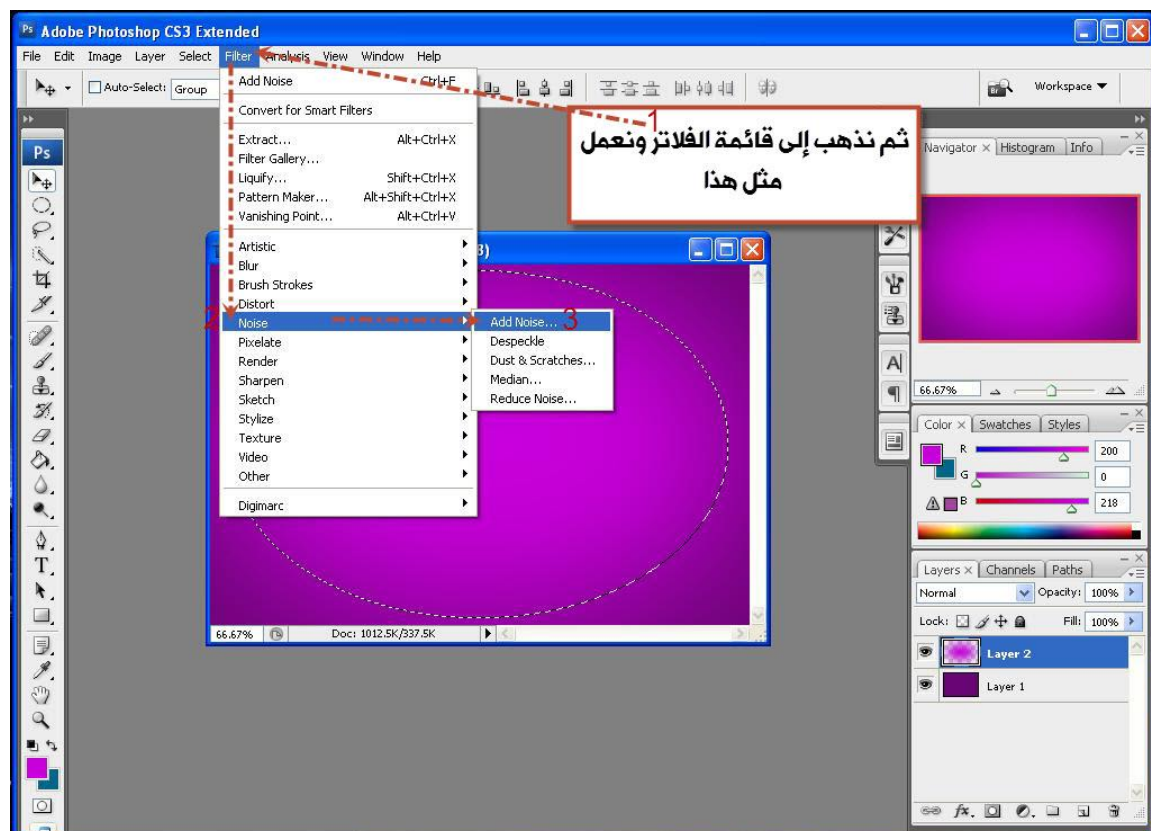 Ps Adobe Photoshop CS3 Extended
File Edit Image Layer Select Filter Analysis View Window Help
Auto-Select: Group
Workspace
Add Noise Ctrl+F
Convert for Smart Filters
Extract... Alt+Ctrl+X
Filter Gallery...
Liquify... Shift+Ctrl+X
Pattern Maker... Alt+Shift+Ctrl+X
Vanishing Point... Alt+Ctrl+V
Artistic
Blur
Brush Strokes
Distort
Noise
Pixelate
Render
Sharpen
Sketch
Stylize
Texture
Video
Other
Digimarc
2
Add Noise... 3
Despeckle
Dust & Scratches...
Median...
Reduce Noise...
1
ثم نذهب إلى قائمة الفلاتر ونعمل
مثل هذا
3)
66.67% Doc: 1012.5K/337.5K
Ps
T
A
Navigator × Histogram Info
66.67%
Color × Swatches Styles
R 200
G 0
B 218
Layers × Channels Paths
Normal Opacity: 100%
Lock: Fill: 100%
Layer 2
Layer 1
fx.